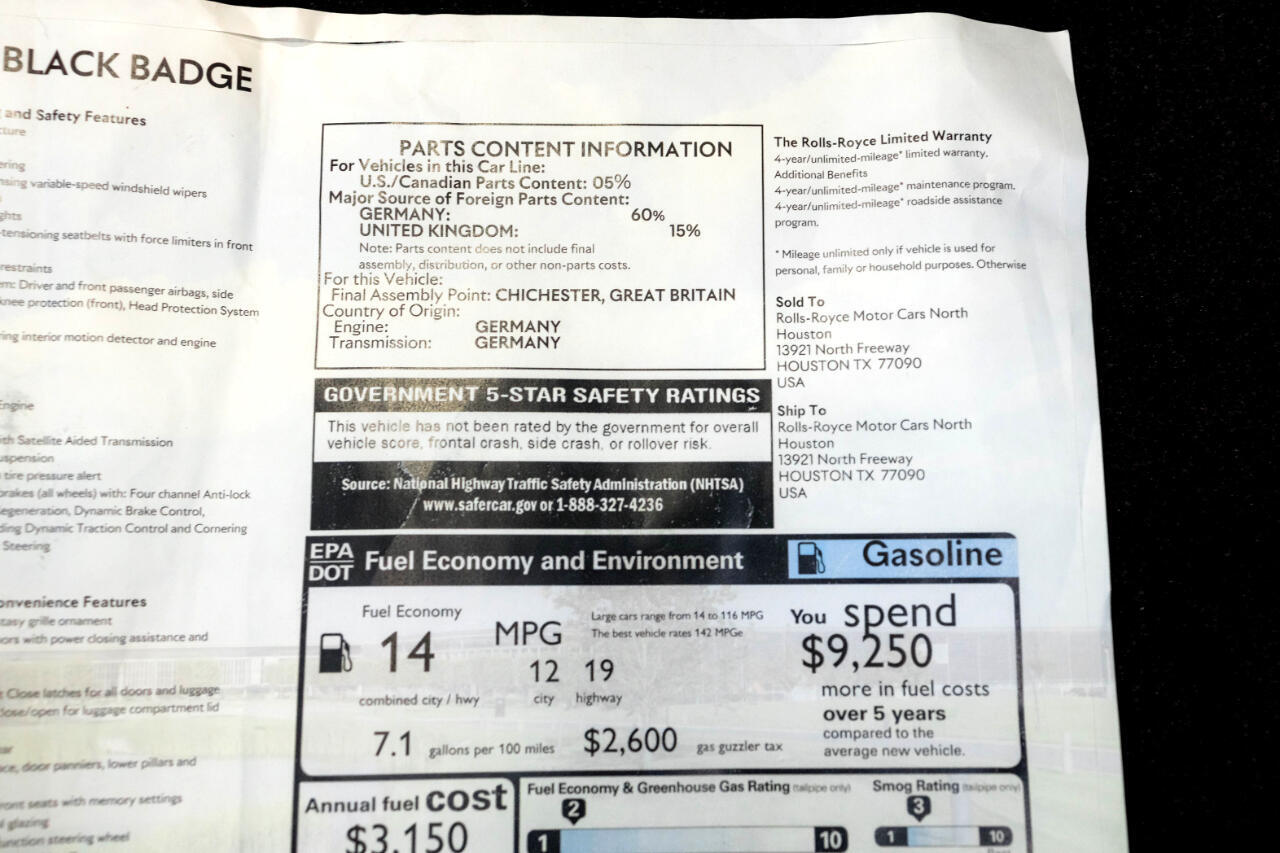 BLACK BADGE
and Safety Features
ering
variable-speed windshield wipers
ghts
-tensioning seatbelts with force limiters in front
restraints
em: Driver and front passenger airbags, side
knee protection (front), Head Protection System
ring interior motion detector and engine
Engine
ith Satellite Aided Transmission
uspension
tire pressure alert
brakes (all wheels) with: Four channel Anti-lock
egeneration, Dynamic Brake Control,
ding Dynamic Traction Control and Cornering
Steering
onvenience Features
tasy grille ornament
ors with power closing assistance and
Close latches for all doors and luggage
close/open for luggage compartment lid
ear
ace, door panniers, lower pillars and
ront seats with memory settings
l glazing
unction steering wheel
PARTS CONTENT INFORMATION
For Vehicles in this Car Line:
U.S./Canadian Parts Content: 05%
Major Source of Foreign Parts Content:
GERMANY: 60%
UNITED KINGDOM: 15%
Note: Parts content does not include final
assembly, distribution, or other non-parts costs.
For this Vehicle:
Final Assembly Point: CHICHESTER, GREAT BRITAIN
Country of Origin:
Engine: GERMANY
Transmission: GERMANY
GOVERNMENT 5-STAR SAFETY RATINGS
This vehicle has not been rated by the government for overall
vehicle score, frontal crash, side crash, or rollover risk.
Source: National Highway Traffic Safety Administration (NHTSA)
www.safercar.gov or 1-888-327-4236
The Rolls-Royce Limited Warranty
4-year/unlimited-mileage* limited warranty.
Additional Benefits
4-year/unlimited-mileage* maintenance program.
4-year/unlimited-mileage* roadside assistance
program.
* Mileage unlimited only if vehicle is used for
personal, family or household purposes. Otherwise
Sold To
Rolls-Royce Motor Cars North
Houston
13921 North Freeway
HOUSTON TX 77090
USA
Ship To
Rolls-Royce Motor Cars North
Houston
13921 North Freeway
HOUSTON TX 77090
USA
EPA
DOT
Fuel Economy and Environment
Gasoline
Fuel Economy
14
MPG
combined city / hwy
12
city
19
highway
Large cars range from 14 to 116 MPG
The best vehicle rates 142 MPGe
7.1 gallons per 100 miles
$2,600 gas guzzler tax
You spend
$9,250
more in fuel costs
over 5 years
compared to the
average new vehicle.
Annual fuel cost
$3,150
Fuel Economy & Greenhouse Gas Rating (tailpipe only)
2
1 10
Smog Rating (tailpipe only)
3
1 10